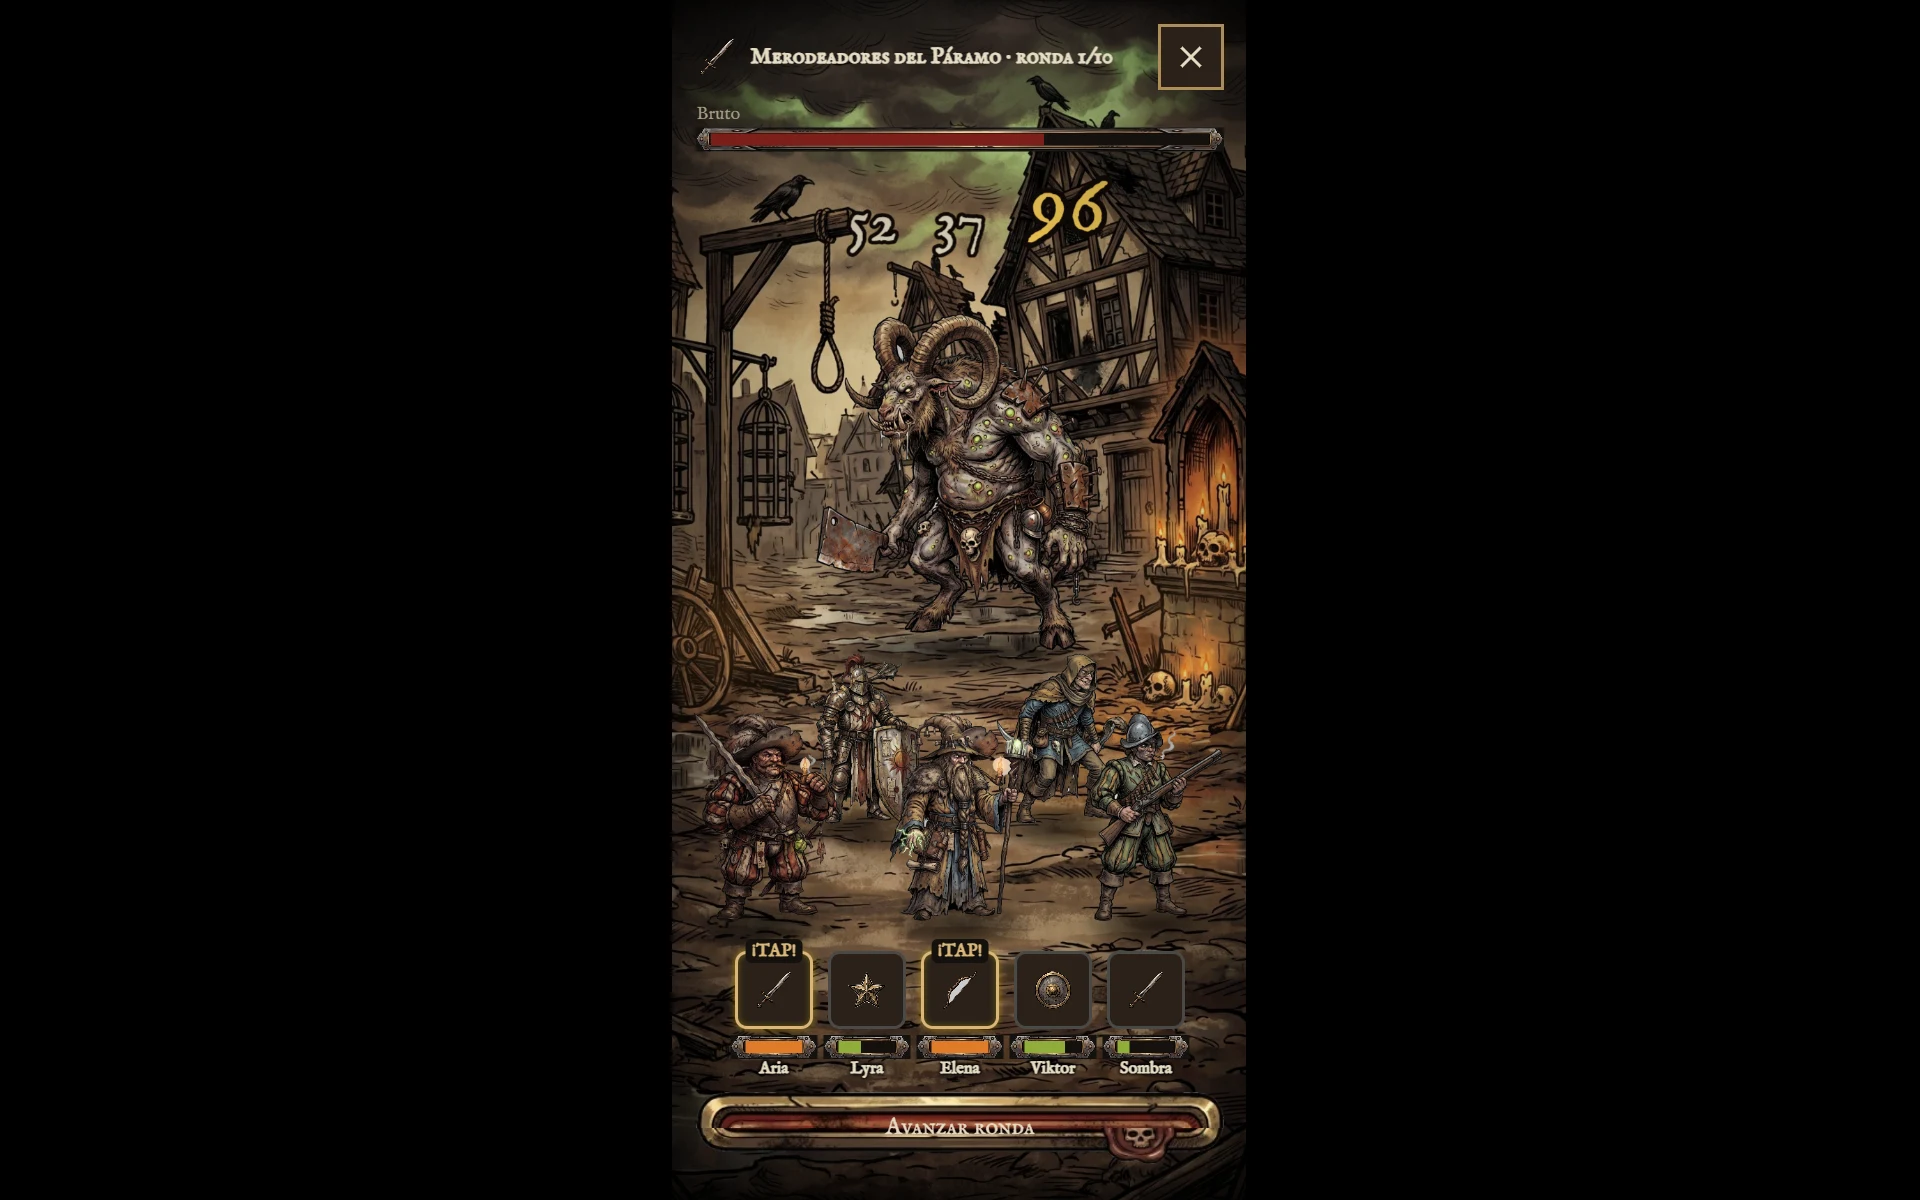 Merodeadores del Páramo · ronda 1/10
Bruto
52 37 96
¡TAP! ¡TAP!
Aria Lyra Elena Viktor Sombra
Avanzar ronda